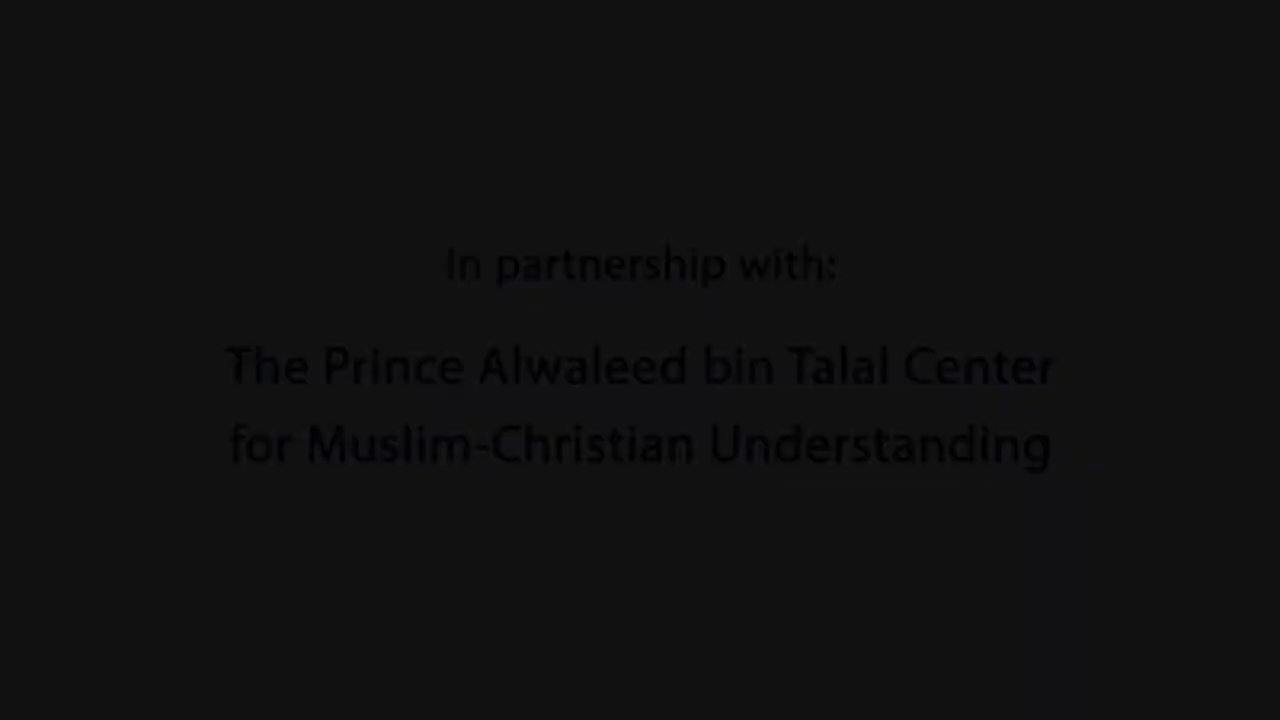 In partnership with:
The Prince Alwaleed bin Talal Center
for Muslim-Christian Understanding